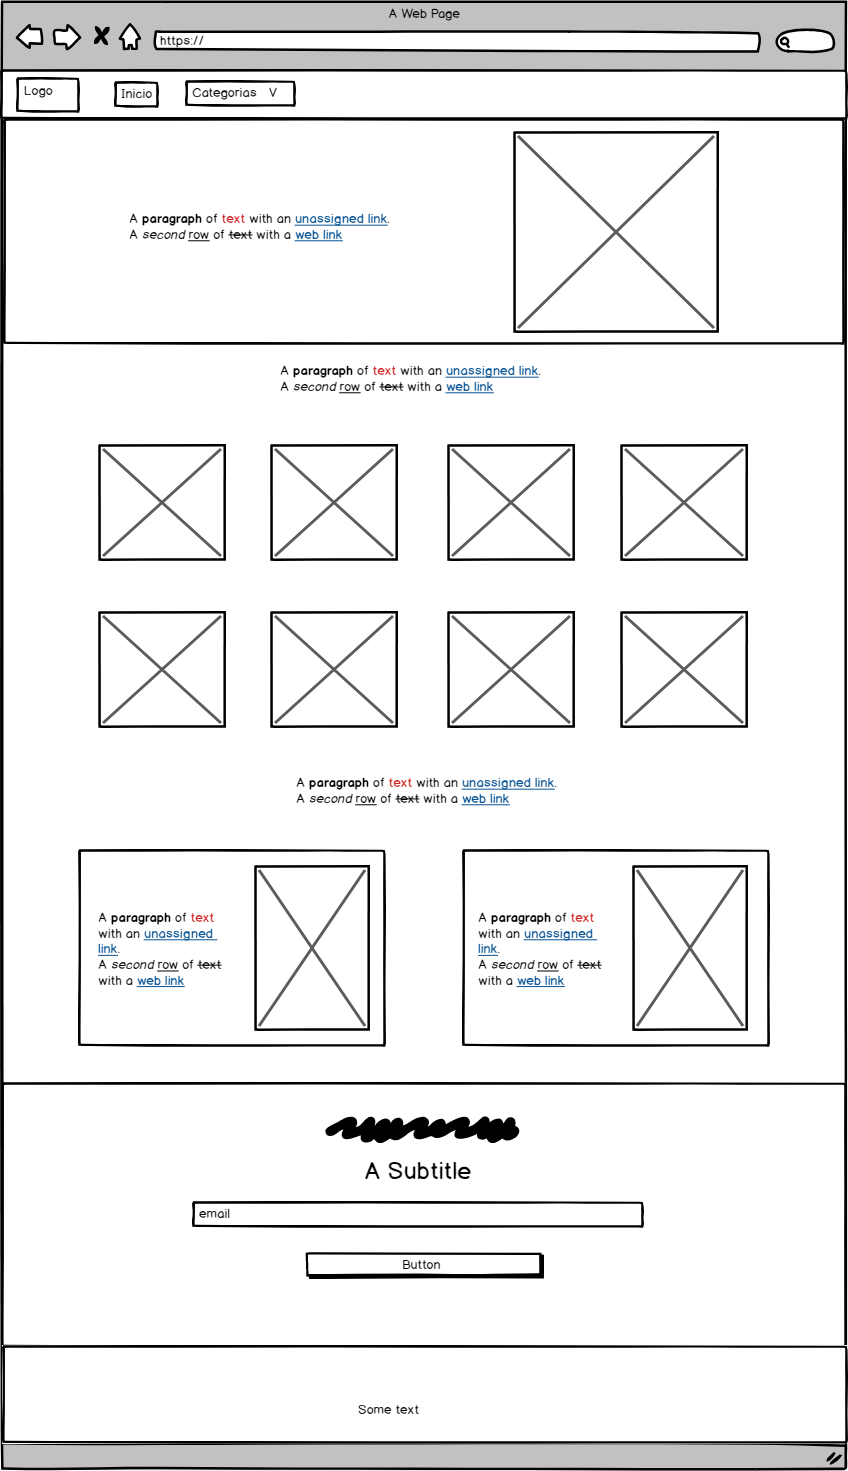 A Web Page
https://
Logo
Inicio
Categorias V
A paragraph of text with an unassigned link.
A second row of text with a web link
A paragraph of text with an unassigned link.
A second row of text with a web link
A paragraph of text with an unassigned link.
A second row of text with a web link
A paragraph of text
with an unassigned
link.
A second row of text
with a web link
A paragraph of text
with an unassigned
link.
A second row of text
with a web link
A Subtitle
email
Button
Some text